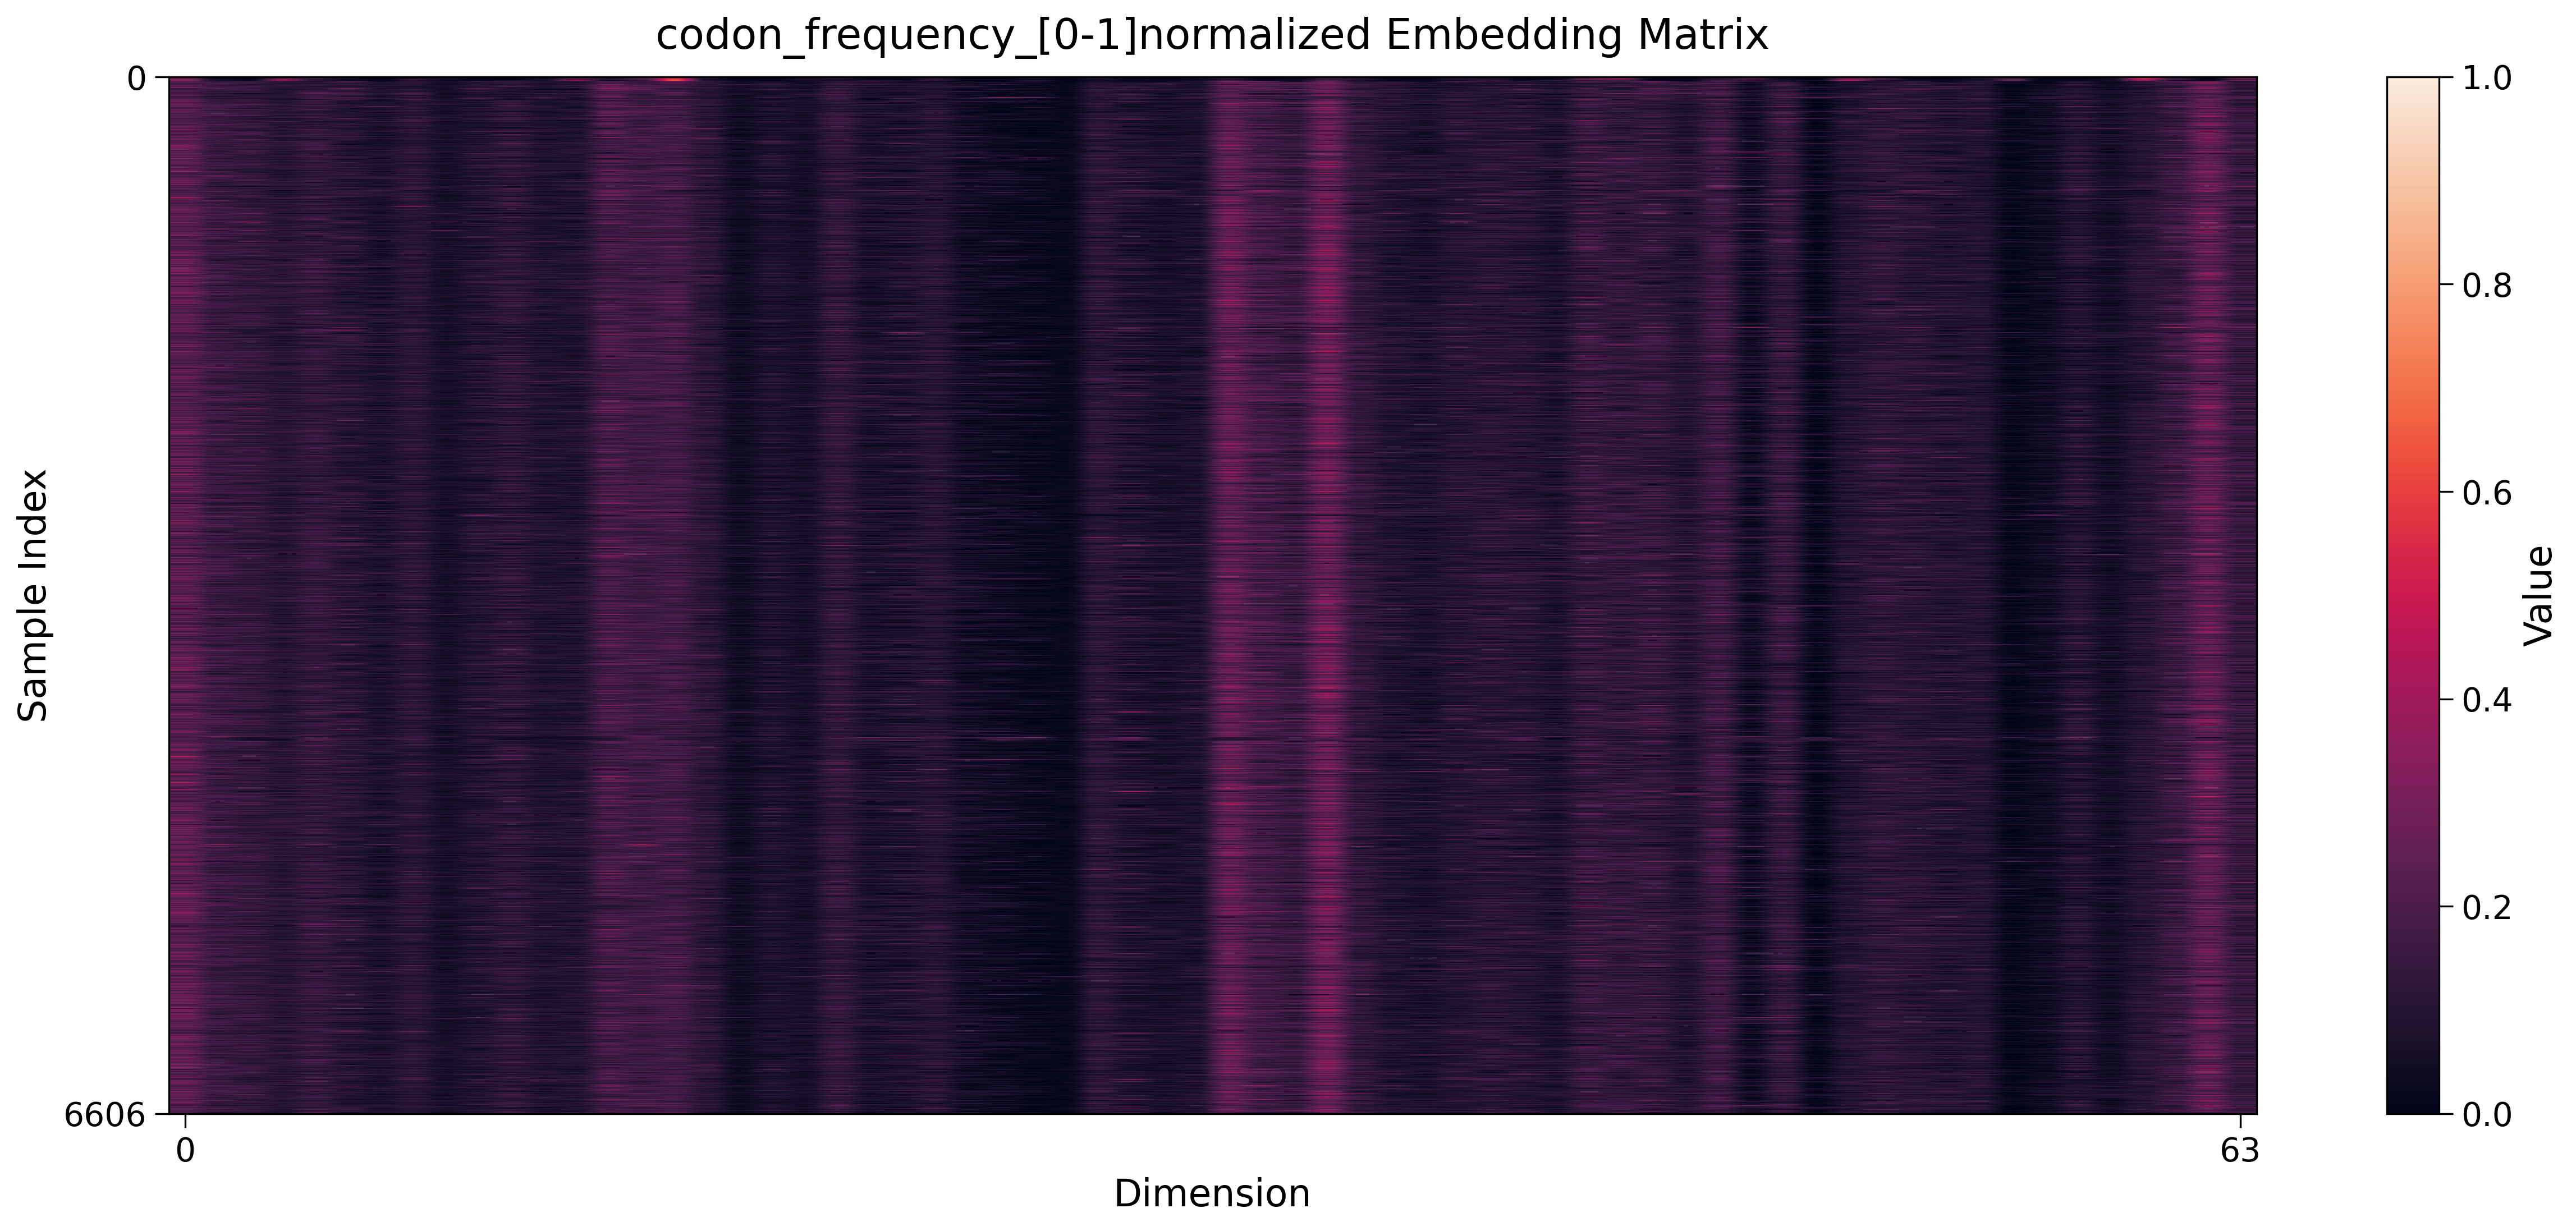 codon_frequency_[0-1]normalized Embedding Matrix
0
6606
Sample Index
0
63
Dimension
1.0
0.8
0.6
0.4
0.2
0.0
Value